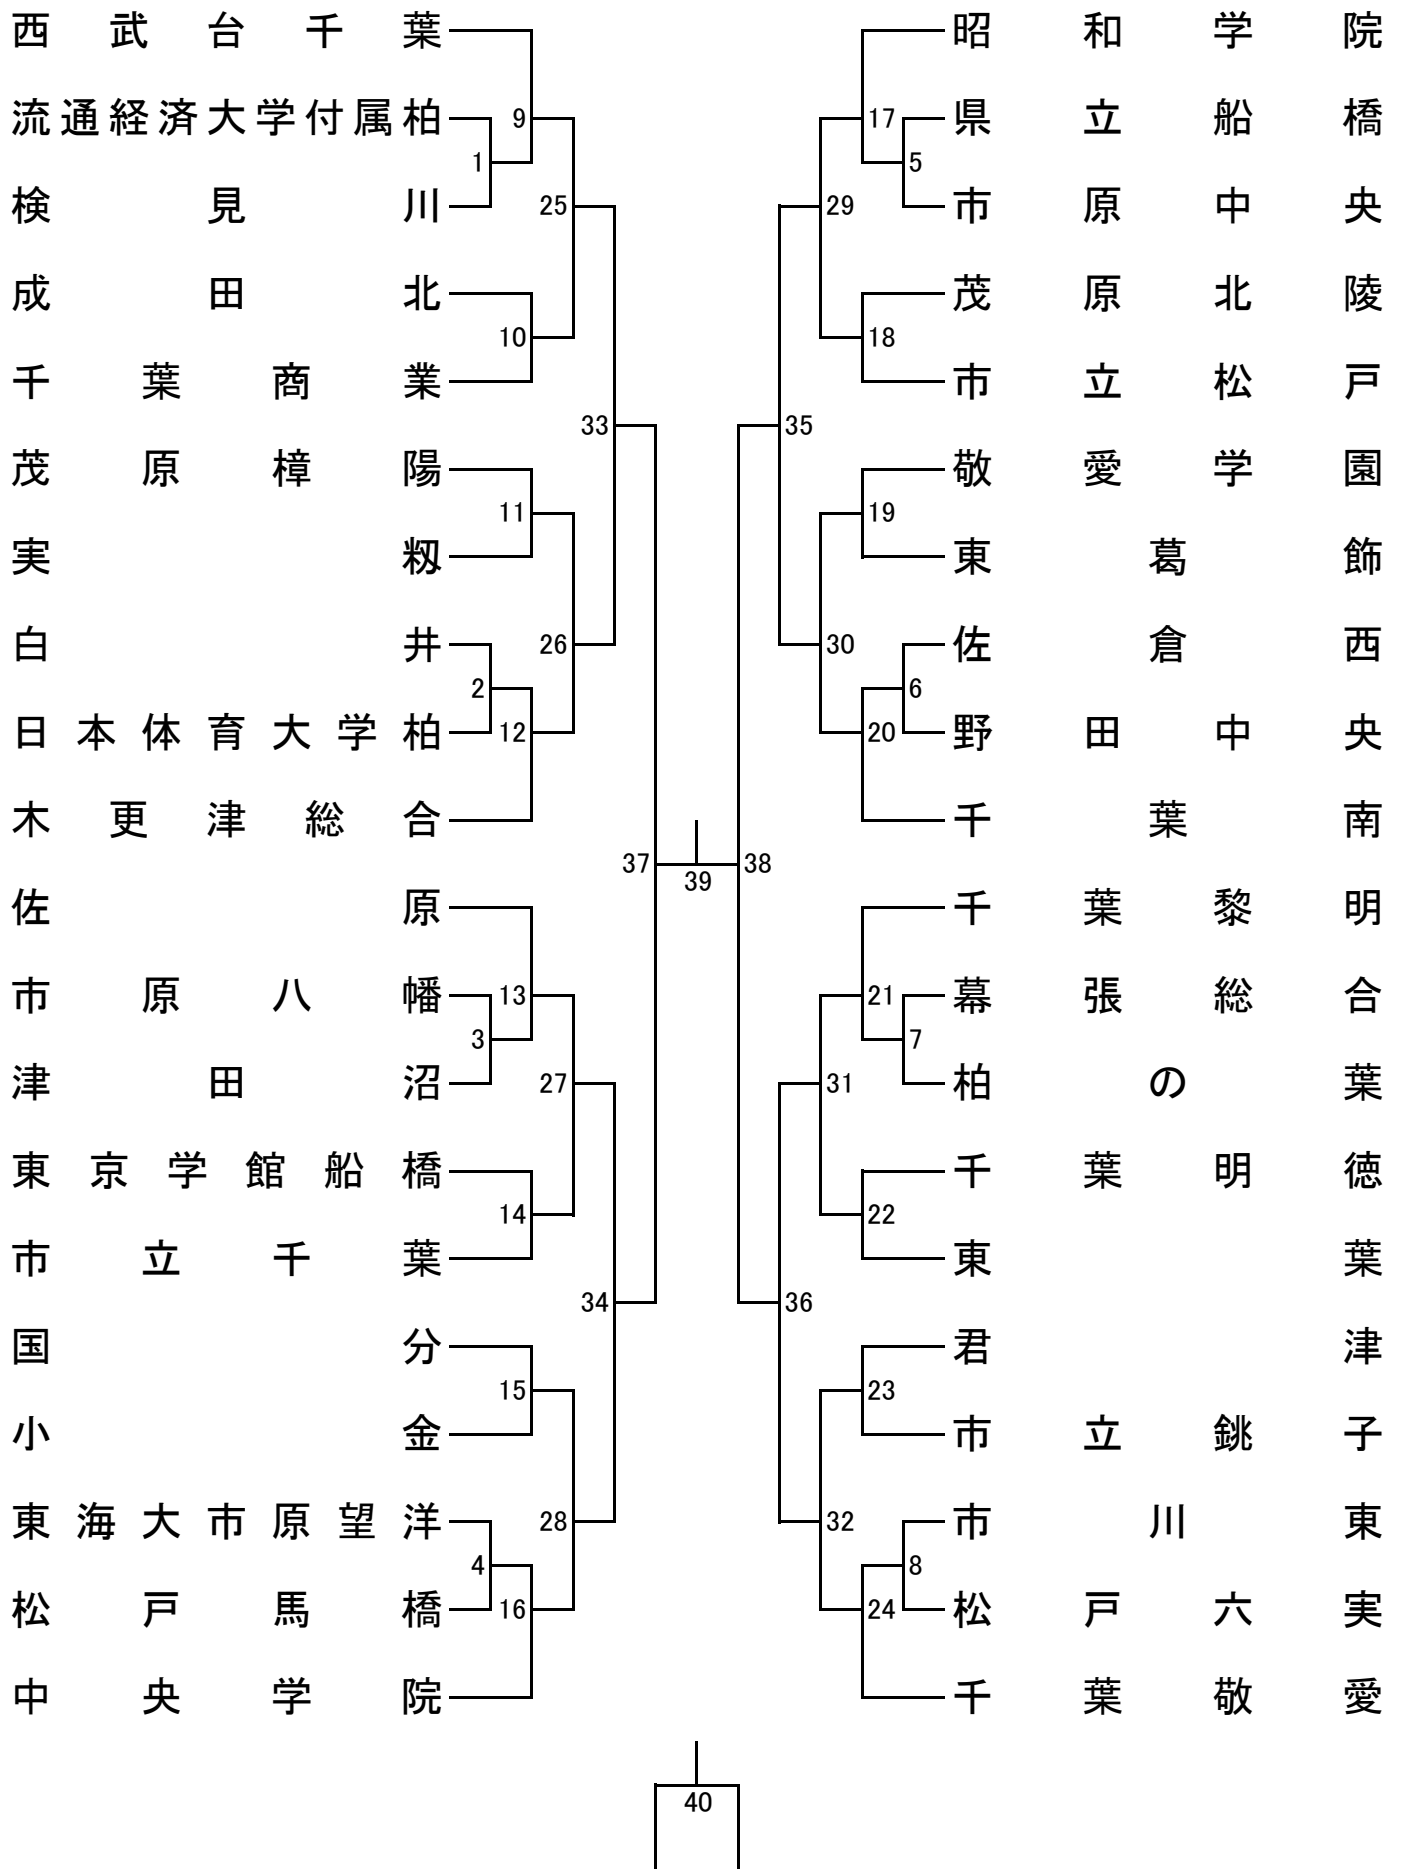 西武台千葉
昭和学院
流通経済大学付属柏
9
17
県立船橋
1
5
検見川
25
29
市原中央
成田北
茂原北陵
10
18
千葉商業
市立松戸
33
35
茂原樟陽
敬愛学園
11
19
実籾
東葛飾
白井
26
30
佐倉西
2
6
日本体育大学柏
12
20
野田中央
木更津総合
千葉南
37
39
38
佐原
千葉黎明
市原八幡
13
21
幕張総合
3
7
津田沼
27
31
柏の葉
東京学館船橋
千葉明徳
14
22
市立千葉
東葉
34
36
国分
君津
15
23
小金
市立銚子
東海大市原望洋
28
32
市川東
4
8
松戸馬橋
16
24
松戸六実
中央学院
千葉敬愛
40